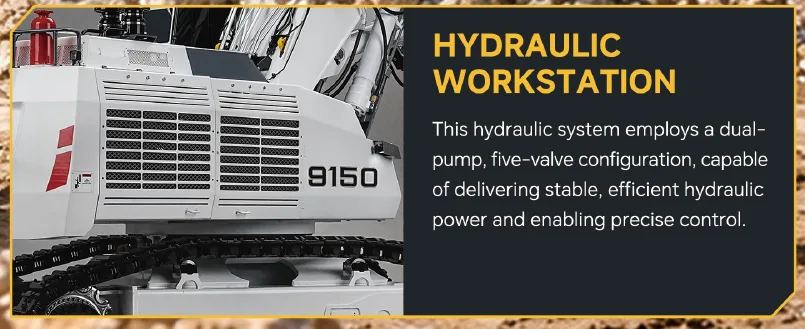 HYDRAULIC
WORKSTATION
This hydraulic system employs a dual-
pump, five-valve configuration, capable
of delivering stable, efficient hydraulic
power and enabling precise control.
9150